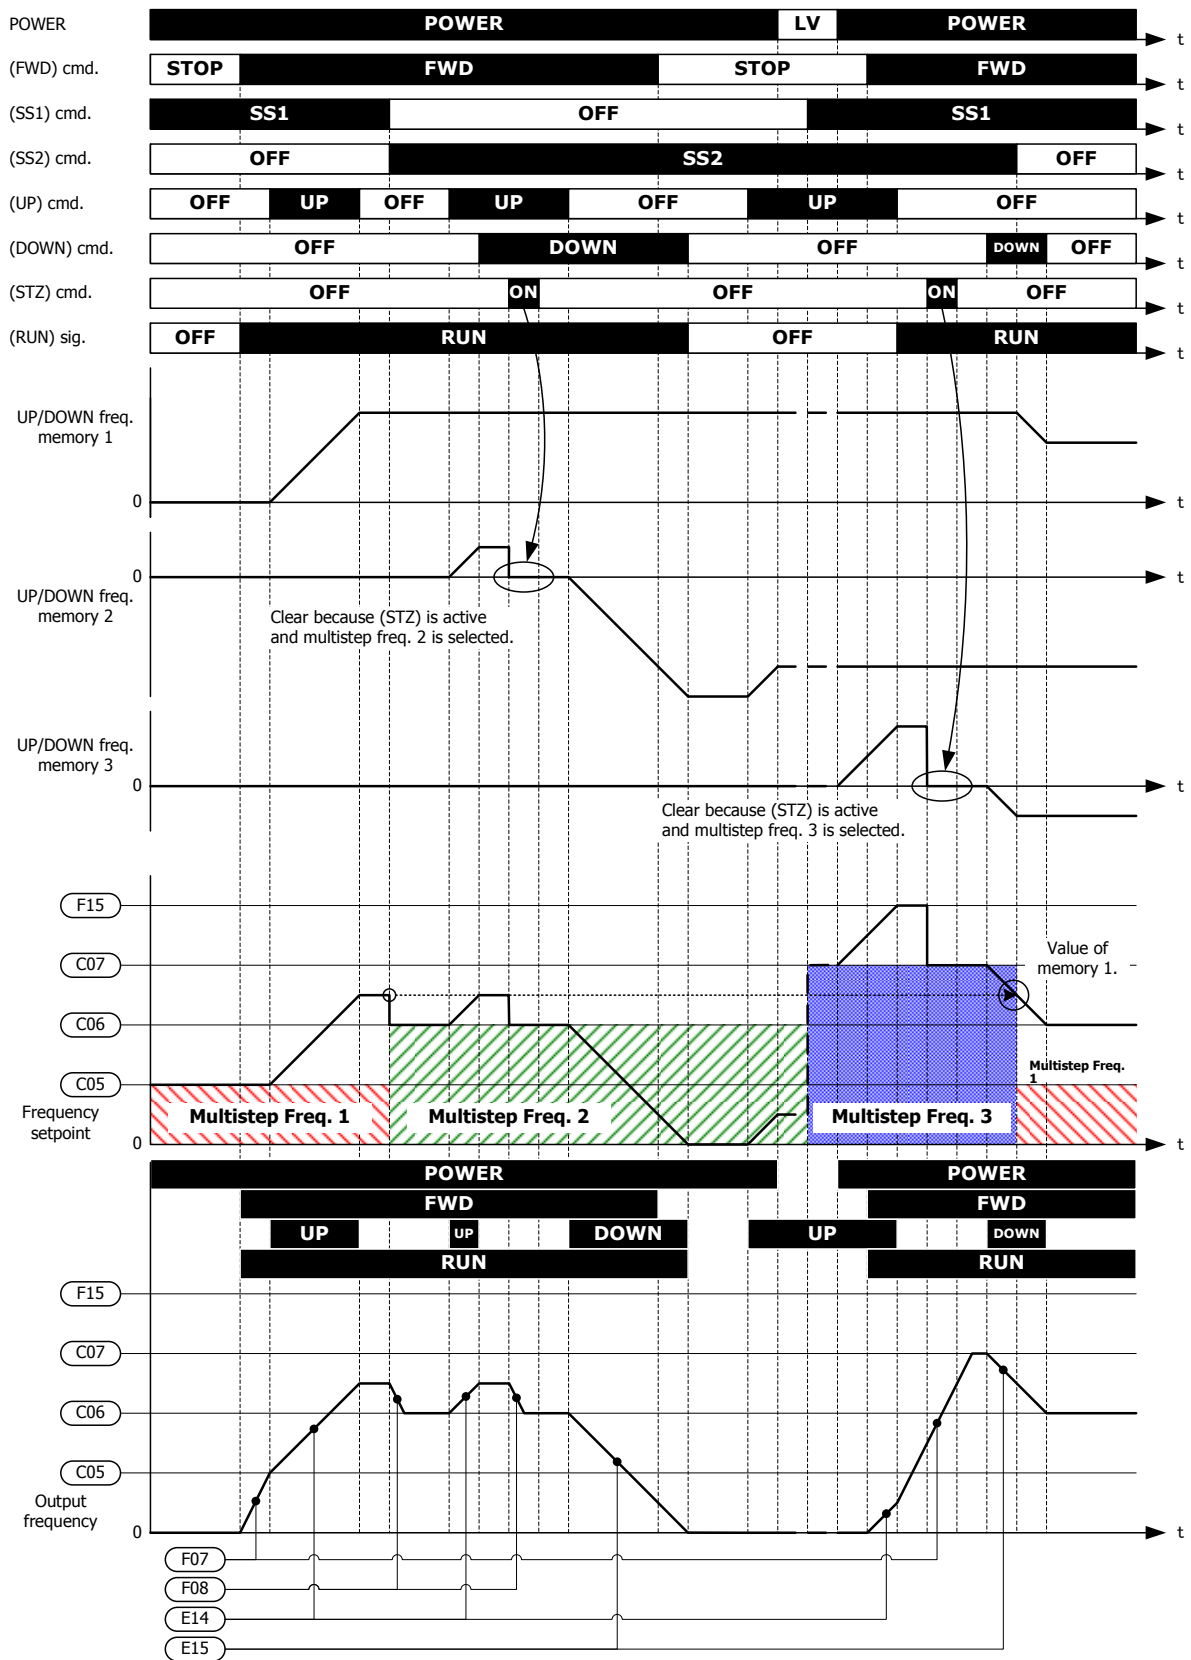 POWER POWER LV POWER t
(FWD) cmd. STOP FWD STOP FWD t
(SS1) cmd. SS1 OFF SS1 t
(SS2) cmd. OFF SS2 OFF t
(UP) cmd. OFF UP OFF UP OFF UP OFF t
(DOWN) cmd. OFF DOWN OFF DOWN OFF t
(STZ) cmd. OFF ON OFF ON OFF t
(RUN) sig. OFF RUN OFF RUN t
UP/DOWN freq.
memory 1
0 t
0 t
UP/DOWN freq.
memory 2
Clear because (STZ) is active
and multistep freq. 2 is selected.
UP/DOWN freq.
memory 3
0 t
Clear because (STZ) is active
and multistep freq. 3 is selected.
F15
Value of
memory 1.
C07
C06
C05
Multistep Freq.
1
Frequency
setpoint
Multistep Freq. 1 Multistep Freq. 2 Multistep Freq. 3
0 t
POWER POWER
FWD FWD
UP UP DOWN UP DOWN
RUN RUN
F15
C07
C06
C05
Output
frequency
0 t
F07
F08
E14
E15